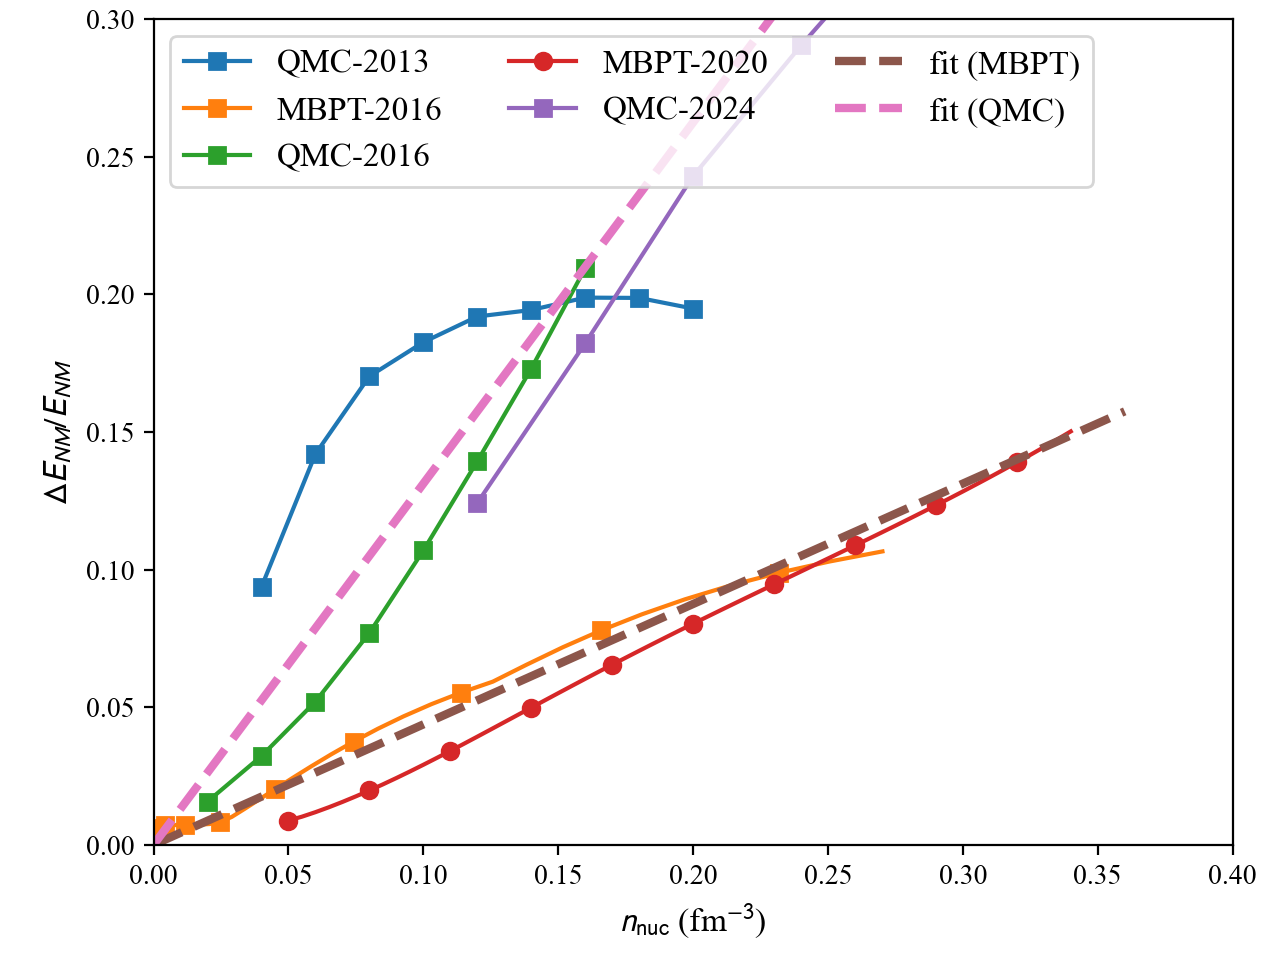 0.30
0.25
0.20
0.15
0.10
0.05
0.00
ΔE_NM/E_NM
QMC-2013
MBPT-2016
QMC-2016
MBPT-2020
QMC-2024
fit (MBPT)
fit (QMC)
0.00 0.05 0.10 0.15 0.20 0.25 0.30 0.35 0.40
n_nuc (fm⁻³)